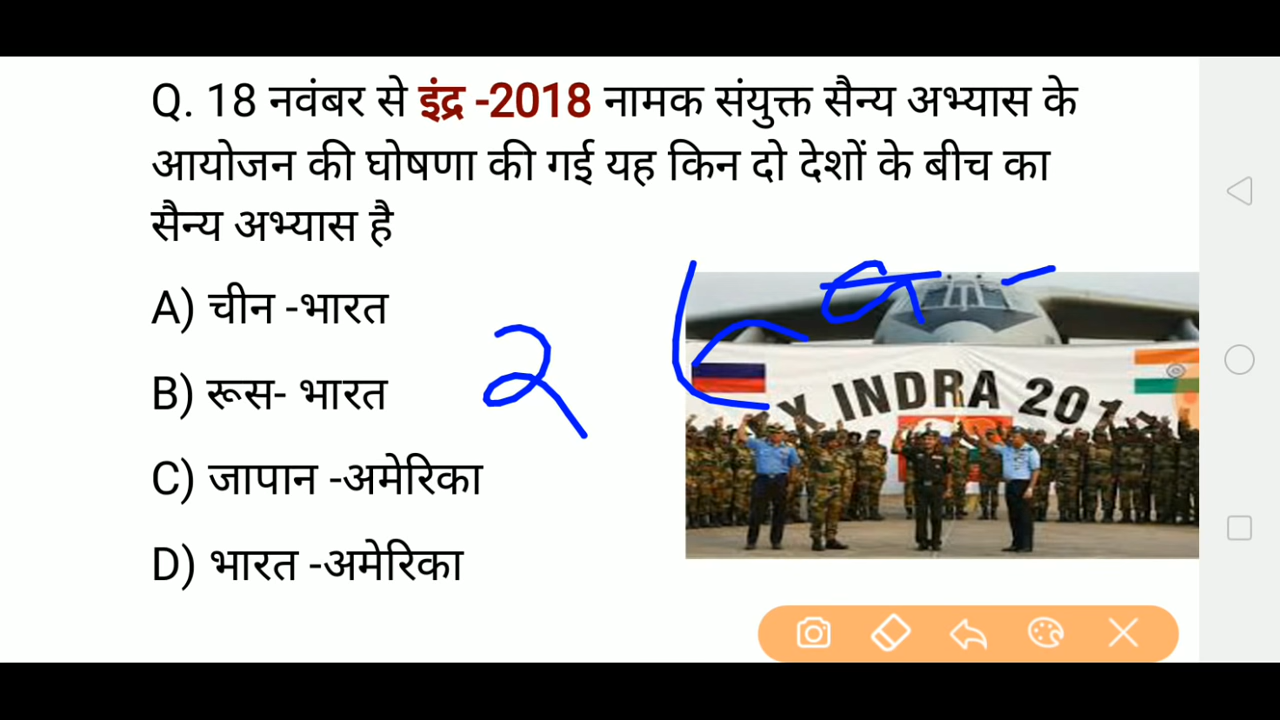 Q. 18 नवंबर से इंद्र -2018 नामक संयुक्त सैन्य अभ्यास के
आयोजन की घोषणा की गई यह किन दो देशों के बीच का
सैन्य अभ्यास है
A) चीन -भारत
B) रूस- भारत
C) जापान -अमेरिका
D) भारत -अमेरिका
INDRA